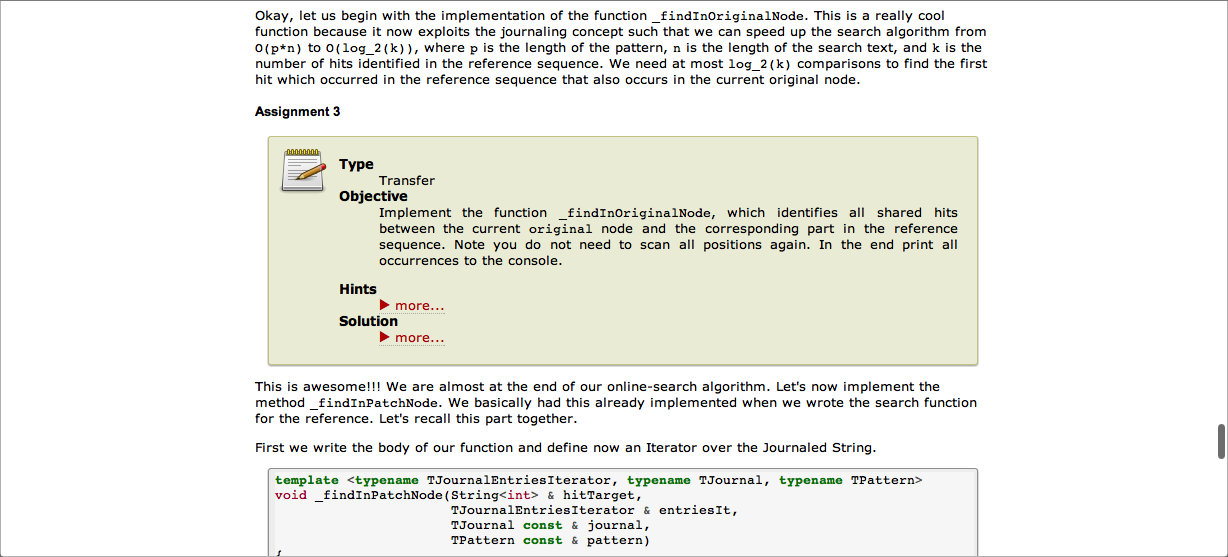 Okay, let us begin with the implementation of the function _findInOriginalNode. This is a really cool
function because it now exploits the journaling concept such that we can speed up the search algorithm from
O(p*n) to O(log_2(k)), where p is the length of the pattern, n is the length of the search text, and k is the
number of hits identified in the reference sequence. We need at most log_2(k) comparisons to find the first
hit which occurred in the reference sequence that also occurs in the current original node.
Assignment 3
Type
Transfer
Objective
Implement the function _findInOriginalNode, which identifies all shared hits
between the current original node and the corresponding part in the reference
sequence. Note you do not need to scan all positions again. In the end print all
occurrences to the console.
Hints
more...
Solution
more...
This is awesome!!! We are almost at the end of our online-search algorithm. Let's now implement the
method _findInPatchNode. We basically had this already implemented when we wrote the search function
for the reference. Let's recall this part together.
First we write the body of our function and define now an Iterator over the Journaled String.
template <typename TJournalEntriesIterator, typename TJournal, typename TPattern>
void _findInPatchNode(String<int> & hitTarget,
TJournalEntriesIterator & entriesIt,
TJournal const & journal,
TPattern const & pattern)
{